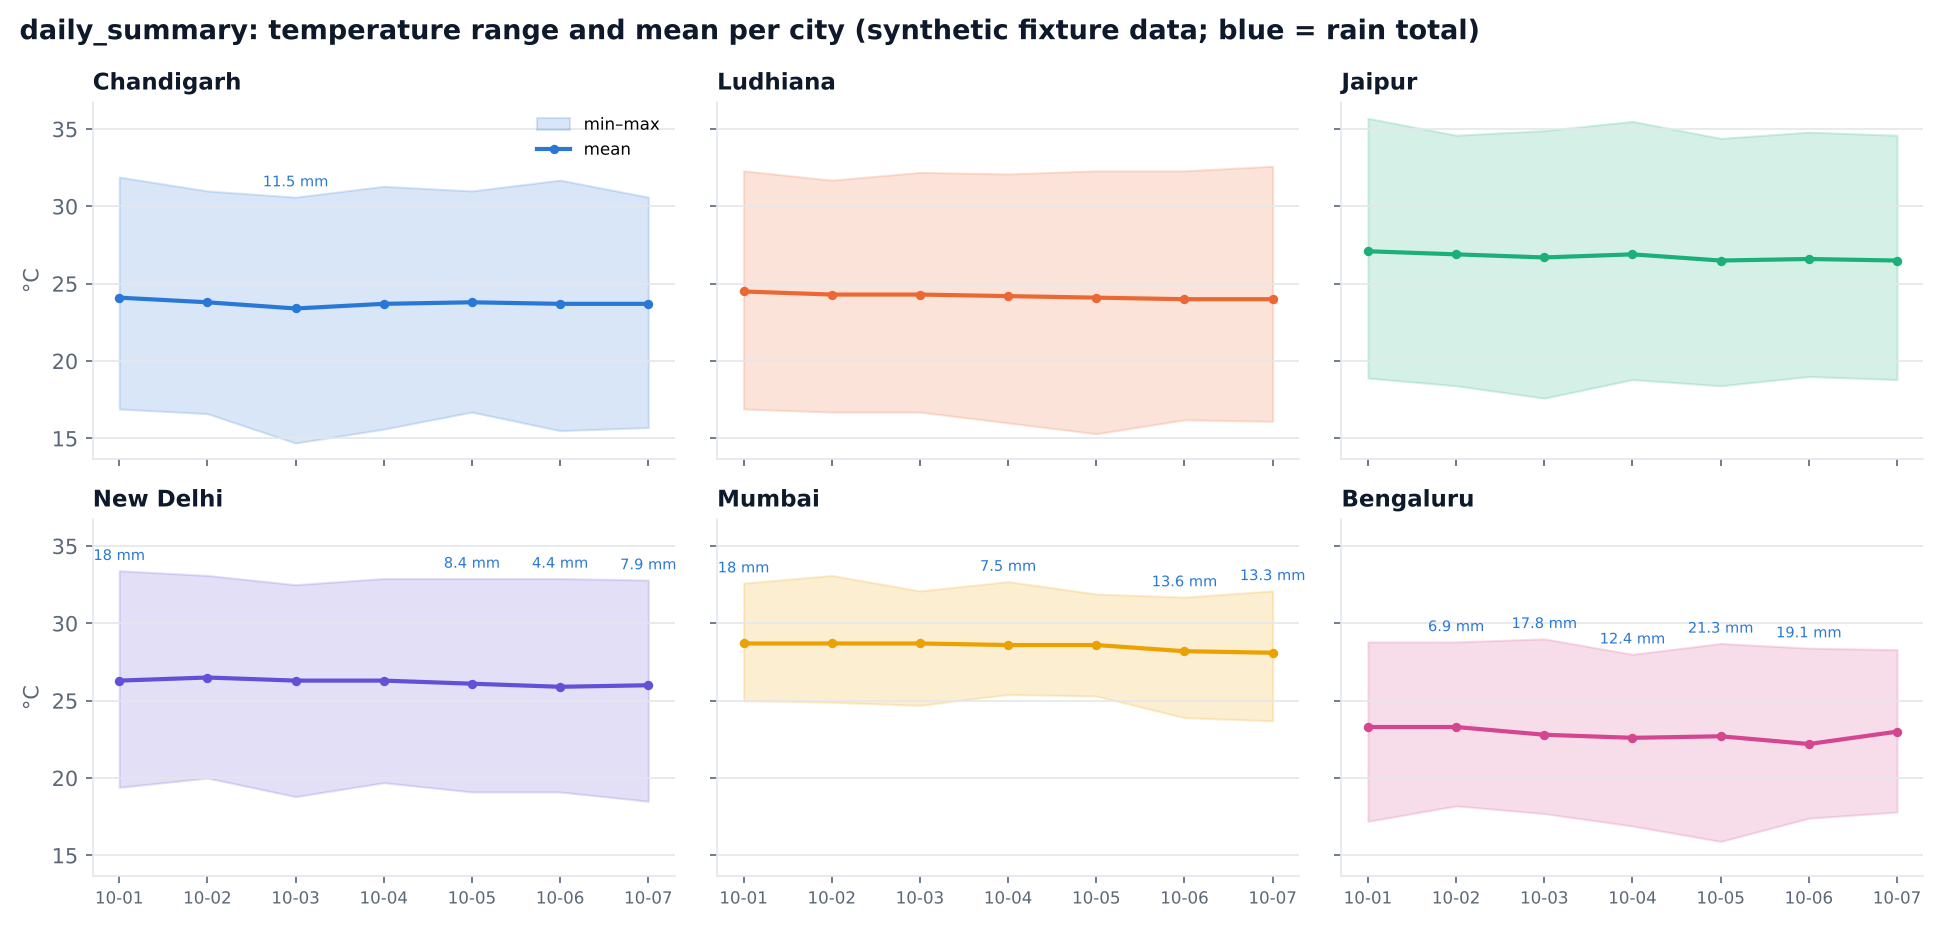 daily_summary: temperature range and mean per city (synthetic fixture data; blue = rain total)
Chandigarh
Ludhiana
Jaipur
°C
35
30
25
20
15
min–max
mean
11.5 mm
New Delhi
Mumbai
Bengaluru
°C
35
30
25
20
15
18 mm
8.4 mm
4.4 mm
7.9 mm
18 mm
7.5 mm
13.6 mm
13.3 mm
6.9 mm
17.8 mm
12.4 mm
21.3 mm
19.1 mm
10-01 10-02 10-03 10-04 10-05 10-06 10-07
10-01 10-02 10-03 10-04 10-05 10-06 10-07
10-01 10-02 10-03 10-04 10-05 10-06 10-07